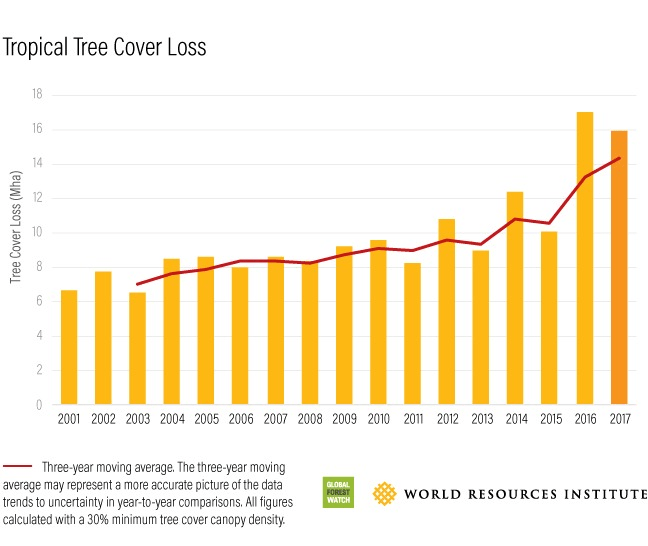 Tropical Tree Cover Loss
Tree Cover Loss (Mha)
18
16
14
12
10
8
6
4
2
0
2001 2002 2003 2004 2005 2006 2007 2008 2009 2010 2011 2012 2013 2014 2015 2016 2017
Three-year moving average. The three-year moving
average may represent a more accurate picture of the data
trends to uncertainty in year-to-year comparisons. All figures
calculated with a 30% minimum tree cover canopy density.
GLOBAL
FOREST
WATCH
WORLD RESOURCES INSTITUTE